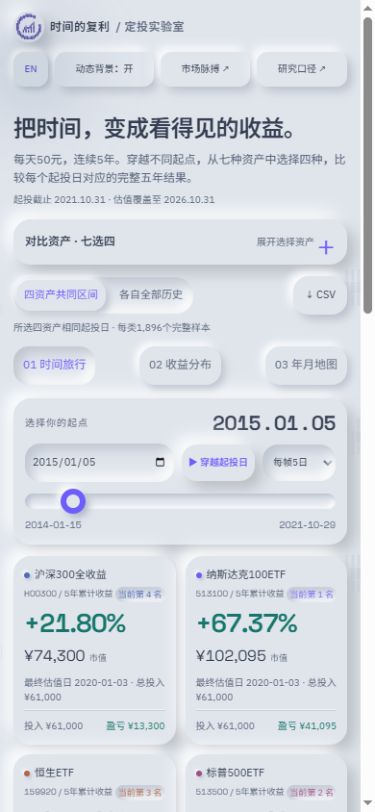 时间的复利 / 定投实验室
EN 动态背景：开 市场脉搏 ↗ 研究口径 ↗
把时间，变成看得见的收益。
每天50元，连续5年。穿越不同起点，从七种资产中选择四种，比
较每个起投日对应的完整五年结果。
起投截止 2021.10.31 · 估值覆盖至 2026.10.31
对比资产 · 七选四 展开选择资产 +
四资产共同区间 各自全部历史 ↓ CSV
所选四资产相同起投日 · 每类1,896个完整样本
01 时间旅行 02 收益分布 03 年月地图
选择你的起点 2015.01.05
2015/01/05 ▶ 穿越起投日 每帧5日
2014-01-15 2021-10-29
沪深300全收益
H00300 / 5年累计收益 当前第 4 名
+21.80%
¥74,300 市值
最终估值日 2020-01-03 · 总投入
¥61,000
投入 ¥61,000 盈亏 ¥13,300
纳斯达克100ETF
513100 / 5年累计收益 当前第 1 名
+67.37%
¥102,095 市值
最终估值日 2020-01-03 · 总投入
¥61,000
投入 ¥61,000 盈亏 ¥41,095
恒生ETF
159920 / 5年累计收益 当前第 3 名
标普500ETF
513500 / 5年累计收益 当前第 2 名